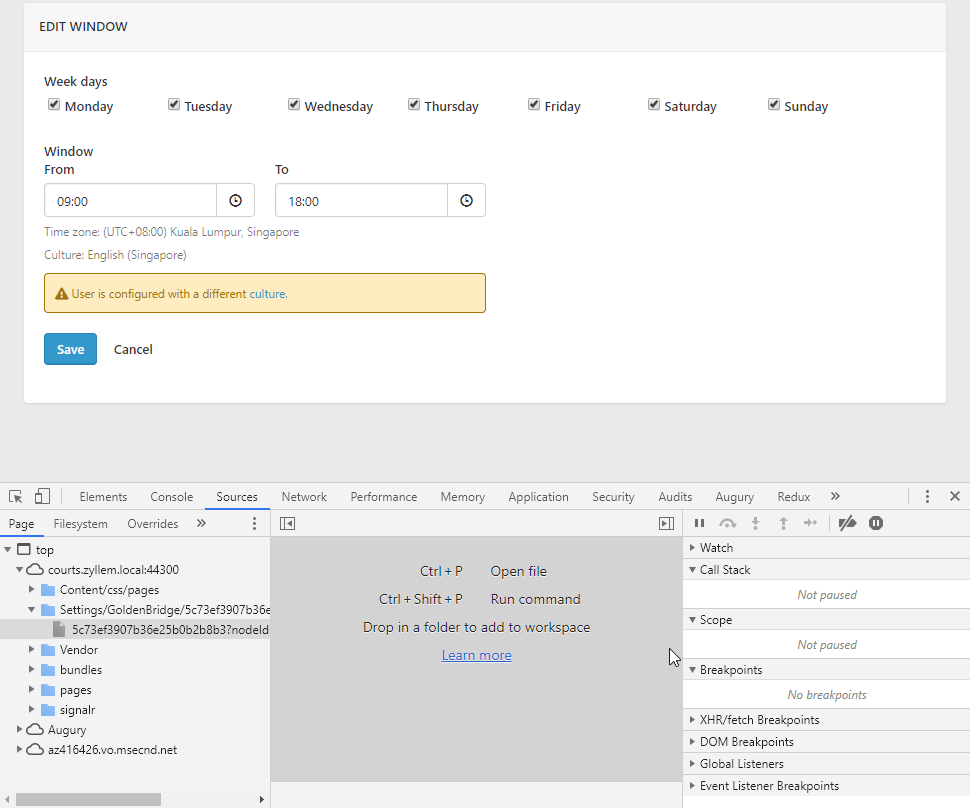 EDIT WINDOW
Week days
Monday Tuesday Wednesday Thursday Friday Saturday Sunday
Window
From To
09:00 18:00
Time zone: (UTC+08:00) Kuala Lumpur, Singapore
Culture: English (Singapore)
User is configured with a different culture.
Save Cancel
Elements Console Sources Network Performance Memory Application Security Audits Augury Redux »
Page Filesystem Overrides »
top
courts.zyllem.local:44300
Content/css/pages
Settings/GoldenBridge/5c73ef3907b36e
5c73ef3907b36e25b0b2b8b3?nodeId
Vendor
bundles
pages
signalr
Augury
az416426.vo.msecnd.net
Ctrl + P Open file
Ctrl + Shift + P Run command
Drop in a folder to add to workspace
Learn more
Watch
Call Stack
Not paused
Scope
Not paused
Breakpoints
No breakpoints
XHR/fetch Breakpoints
DOM Breakpoints
Global Listeners
Event Listener Breakpoints